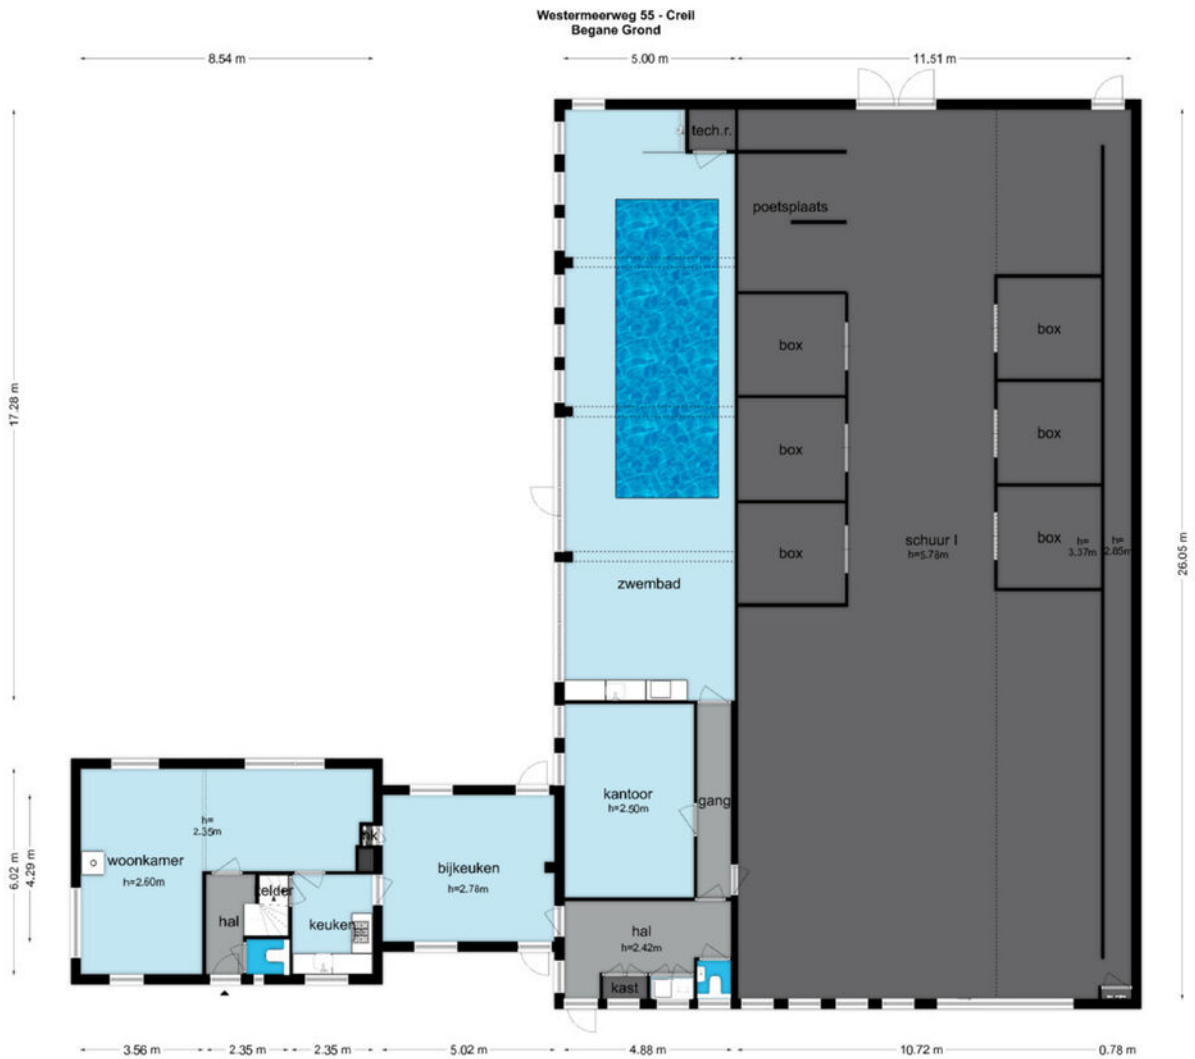 Westermeerweg 55 - Creil
Begane Grond
8.54 m
5.00 m
11.51 m
tech.r.
poetsplaats
17.28 m
box
box
box
box
box
box
h=
3.37m
h=
2.85m
schuur I
h=5.78m
26.05 m
zwembad
kantoor
h=2.50m
gang
h=
2.35m
woonkamer
h=2.60m
bijkeuken
h=2.78m
6.02 m
4.29 m
kelder
hal
keuken
hal
h=2.42m
kast
3.56 m
2.35 m
2.35 m
5.02 m
4.88 m
10.72 m
0.78 m